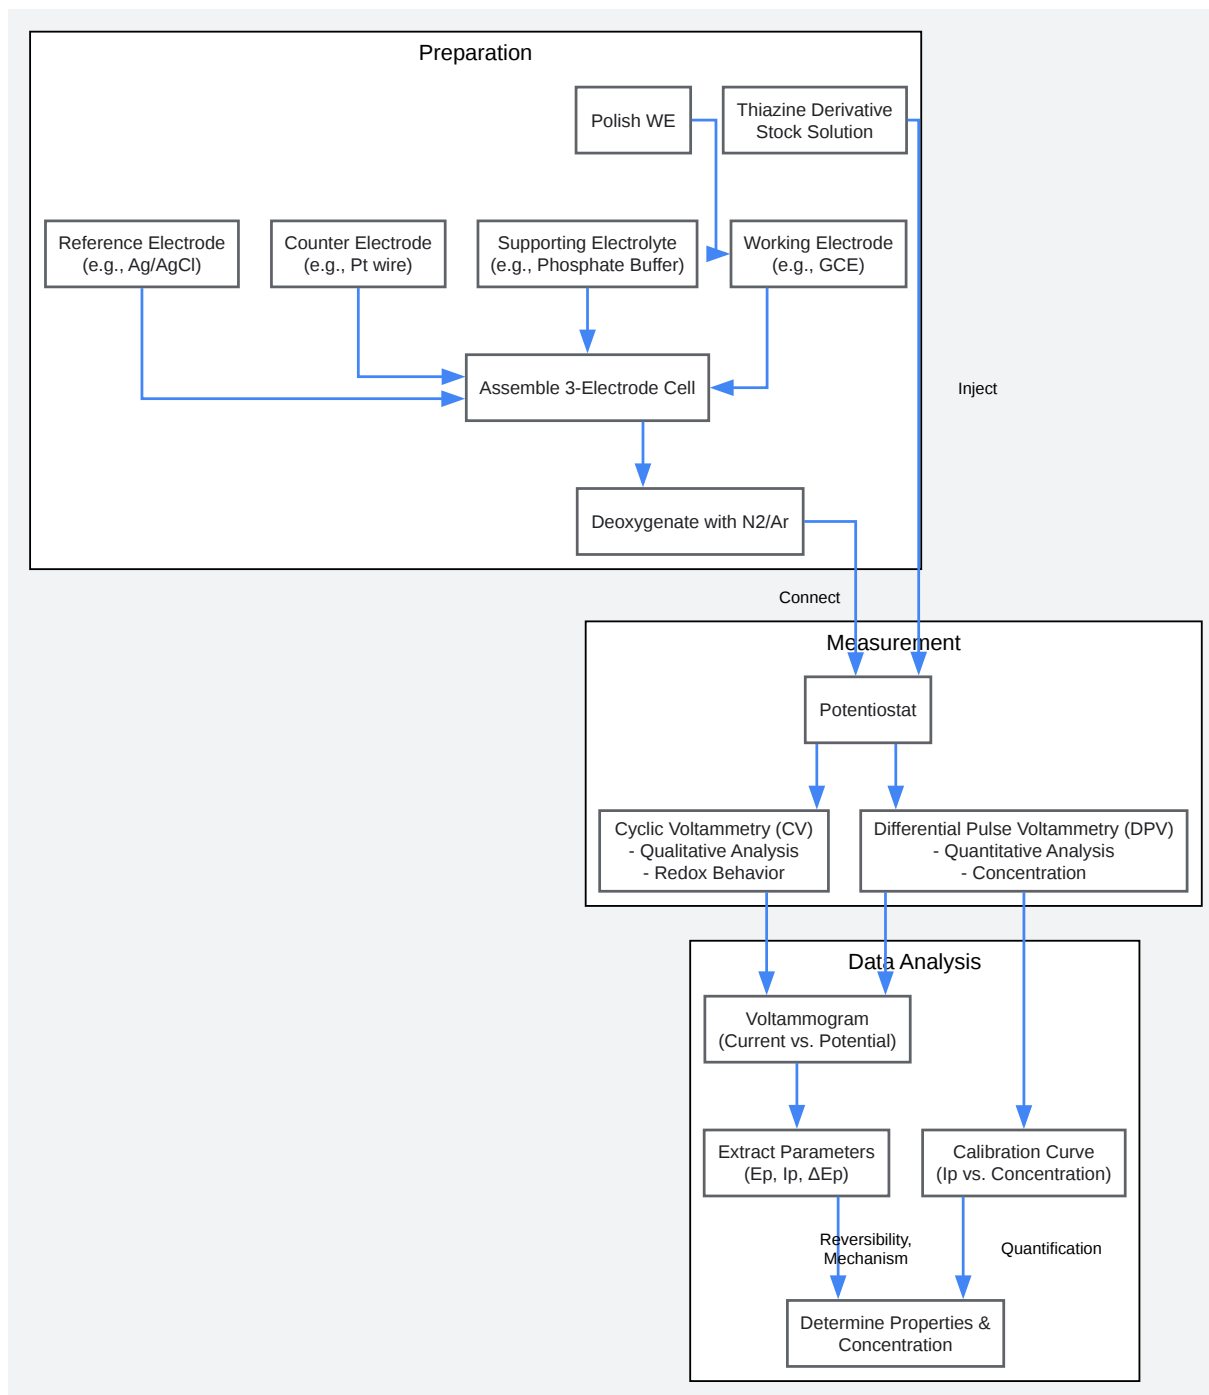 Preparation
Polish WE
Thiazine Derivative
Stock Solution
Reference Electrode
(e.g., Ag/AgCl)
Counter Electrode
(e.g., Pt wire)
Supporting Electrolyte
(e.g., Phosphate Buffer)
Working Electrode
(e.g., GCE)
Assemble 3-Electrode Cell
Inject
Deoxygenate with N2/Ar
Connect
Measurement
Potentiostat
Cyclic Voltammetry (CV)
- Qualitative Analysis
- Redox Behavior
Differential Pulse Voltammetry (DPV)
- Quantitative Analysis
- Concentration
Data Analysis
Voltammogram
(Current vs. Potential)
Extract Parameters
(Ep, Ip, ΔEp)
Calibration Curve
(Ip vs. Concentration)
Reversibility,
Mechanism
Quantification
Determine Properties &
Concentration